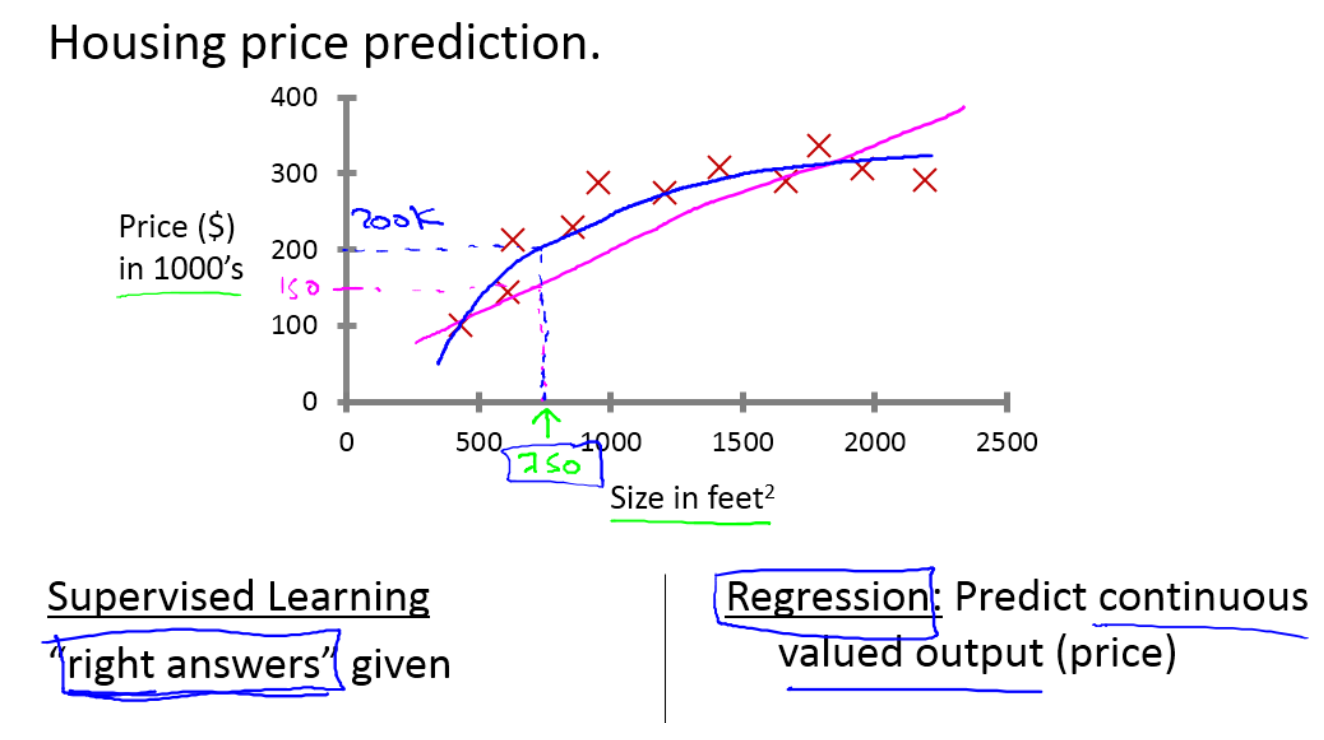 Housing price prediction.
400
300
200K
Price ($)
200
in 1000's
150
100
0
0 500 1000 1500 2000 2500
750
Size in feet²
Supervised Learning
"right answers" given
Regression: Predict continuous
valued output (price)